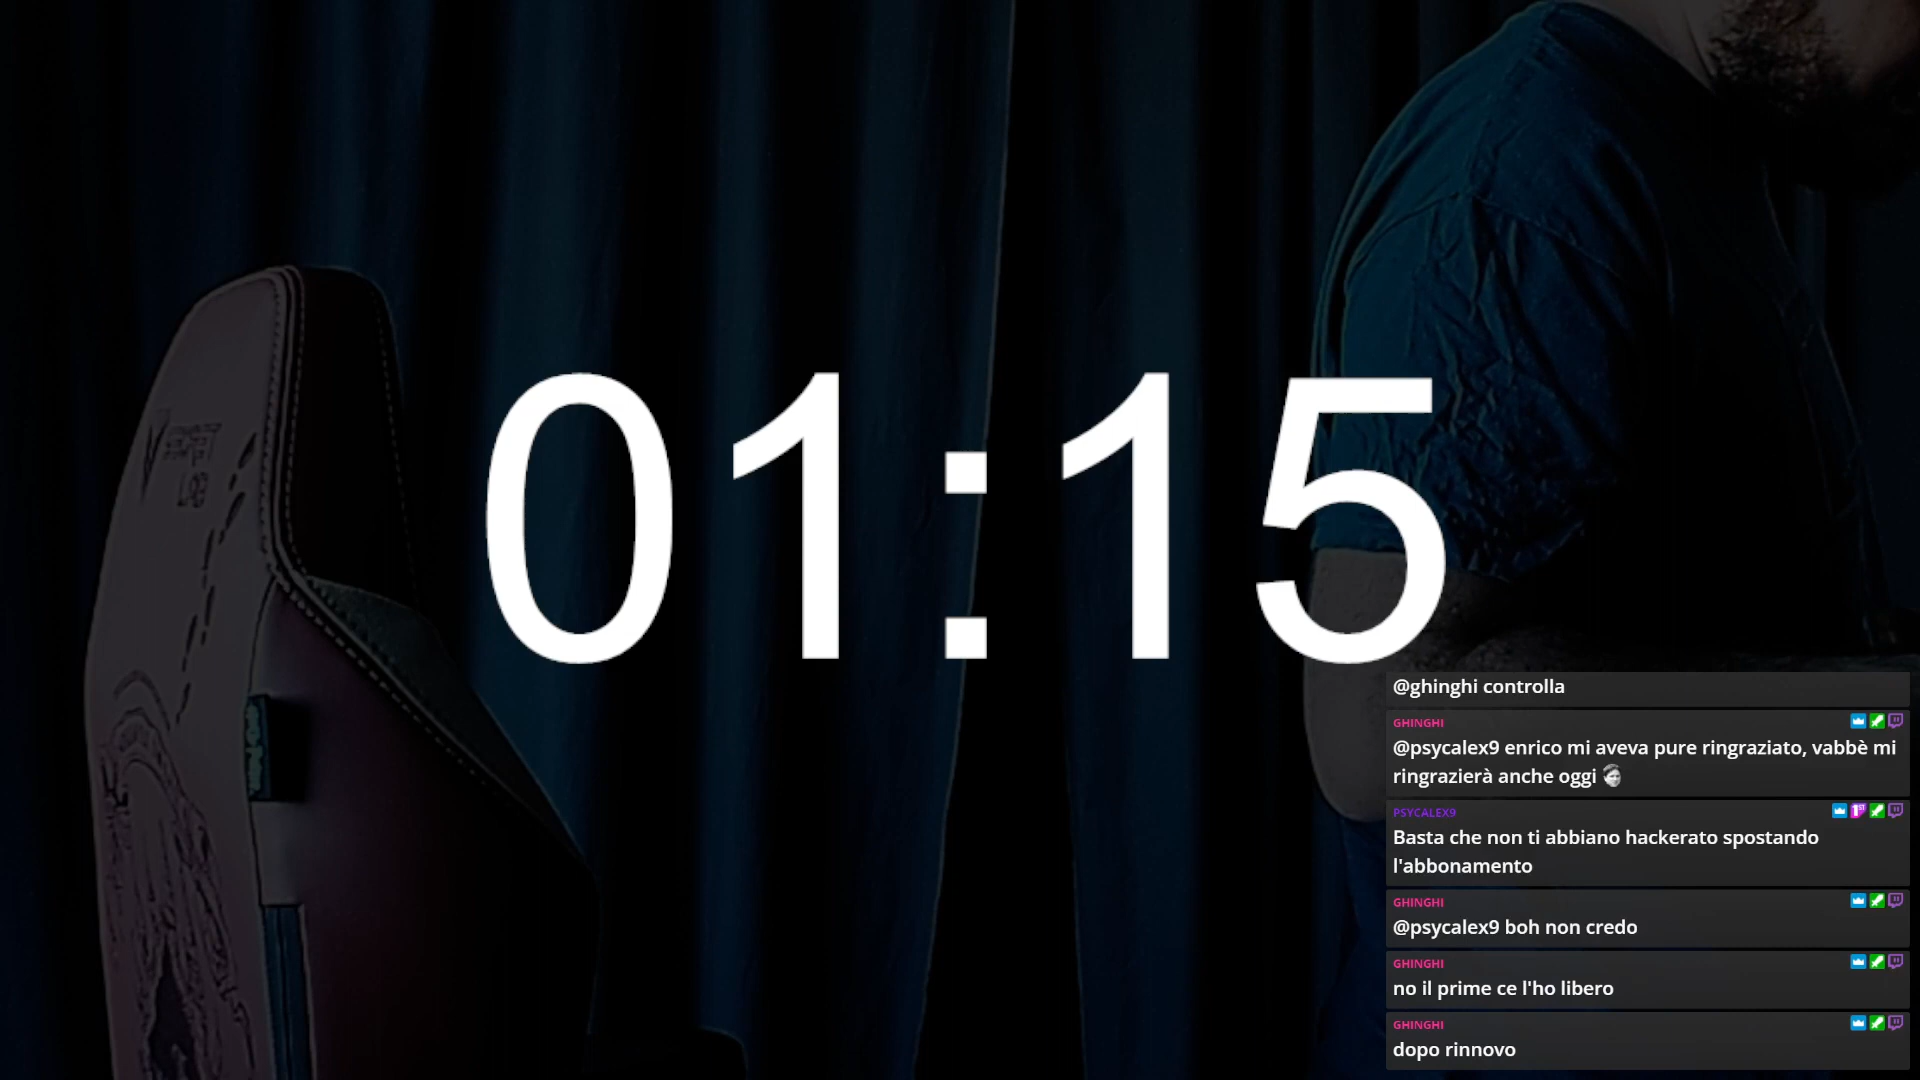 01:15
@ghinghi controlla
GHINGHI
@psycalex9 enrico mi aveva pure ringraziato, vabbè mi
ringrazierà anche oggi
PSYCALEX9
Basta che non ti abbiano hackerato spostando
l'abbonamento
GHINGHI
@psycalex9 boh non credo
GHINGHI
no il prime ce l'ho libero
GHINGHI
dopo rinnovo